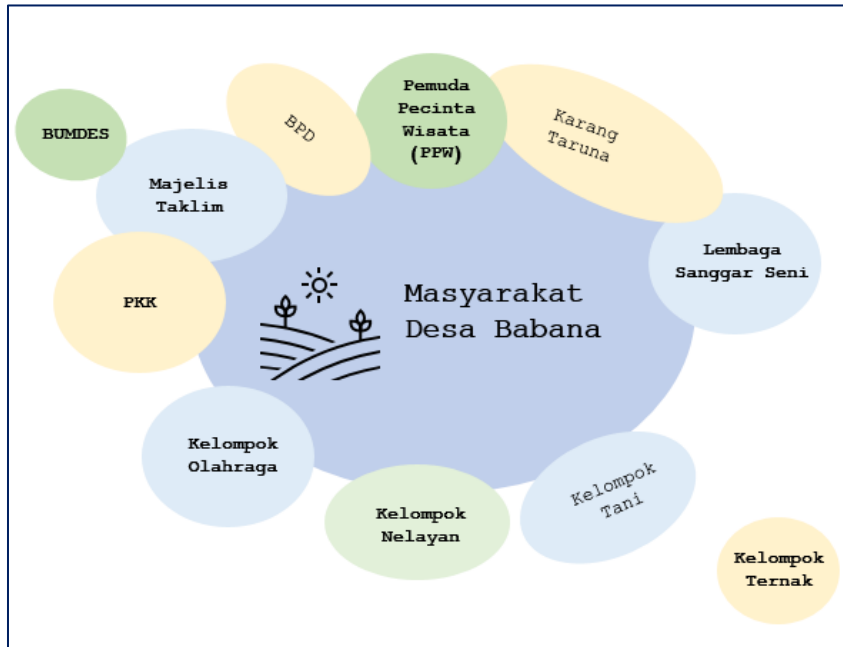 Pemuda
Pecinta
Wisata
(PPW)
BPD
Karang
Taruna
BUMDES
Majelis
Taklim
Lembaga
Sanggar Seni
PKK
Masyarakat
Desa Babana
Kelompok
Olahraga
Kelompok
Nelayan
Kelompok
Tani
Kelompok
Ternak